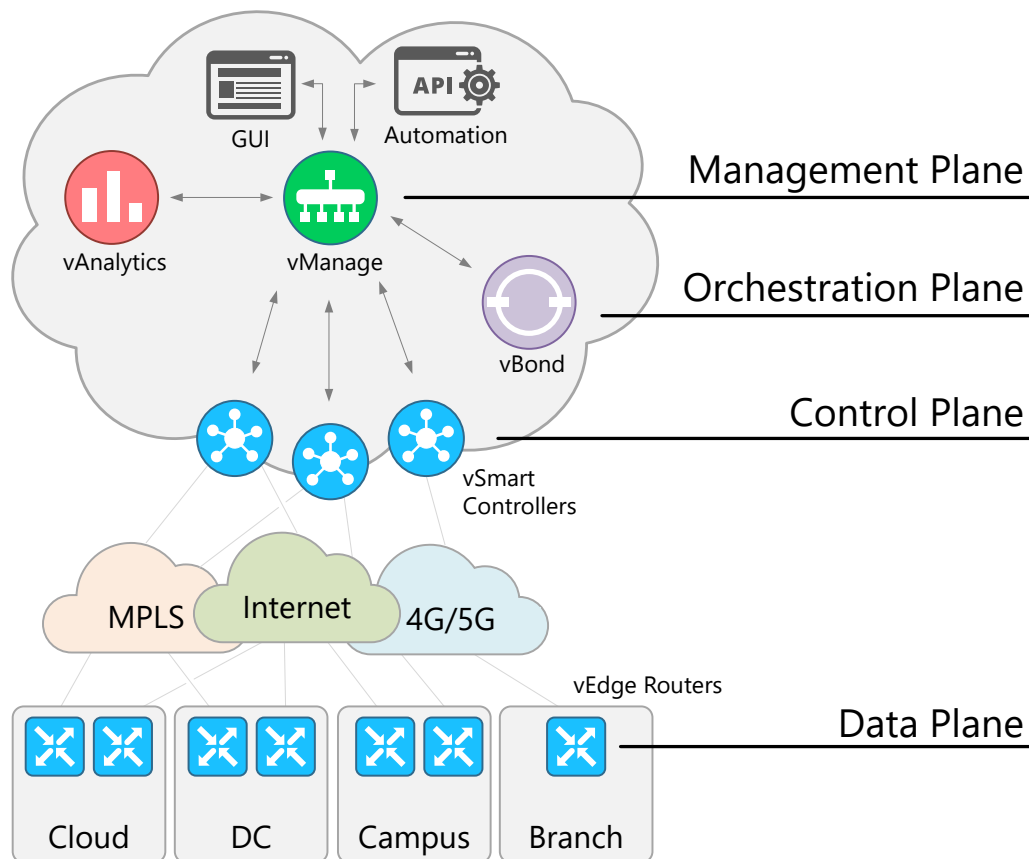 API
GUI
Automation
Management Plane
vAnalytics
vManage
Orchestration Plane
vBond
Control Plane
vSmart
Controllers
MPLS
Internet
4G/5G
vEdge Routers
Data Plane
Cloud
DC
Campus
Branch